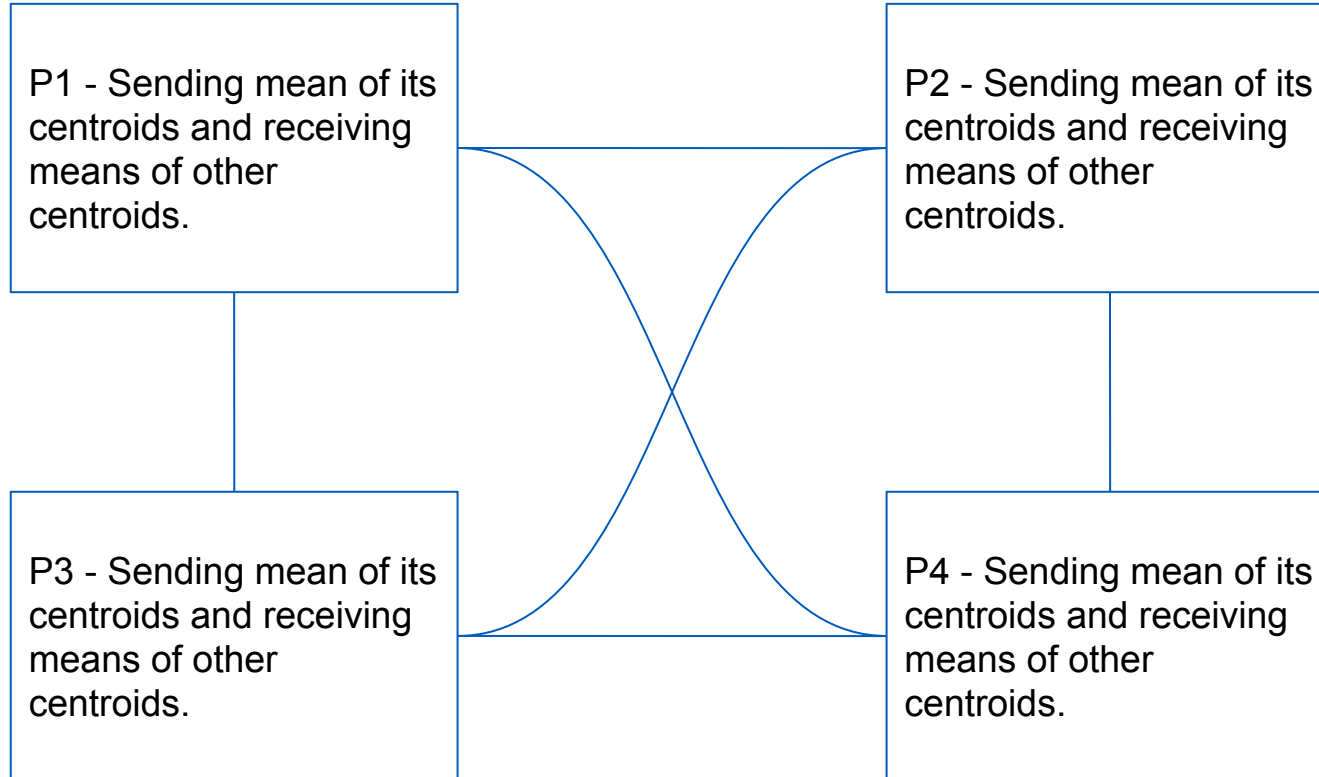 P1 - Sending mean of its
centroids and receiving
means of other
centroids.
P2 - Sending mean of its
centroids and receiving
means of other
centroids.
P3 - Sending mean of its
centroids and receiving
means of other
centroids.
P4 - Sending mean of its
centroids and receiving
means of other
centroids.